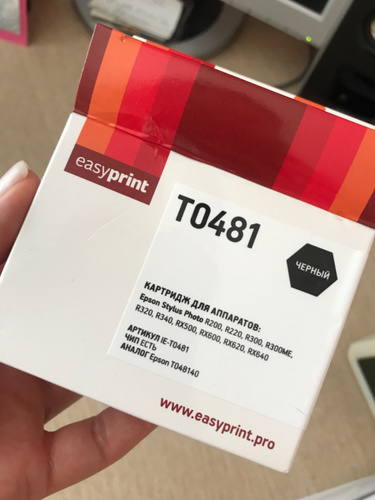 easyprint
T0481
ЧЕРНЫЙ
КАРТРИДЖ ДЛЯ АППАРАТОВ:
Epson Stylus Photo R200, R220, R300, R300ME,
R320, R340, RX500, RX600, RX620, RX640
АРТИКУЛ IE-T0481
ЧИП ЕСТЬ
АНАЛОГ Epson T048140
www.easyprint.pro